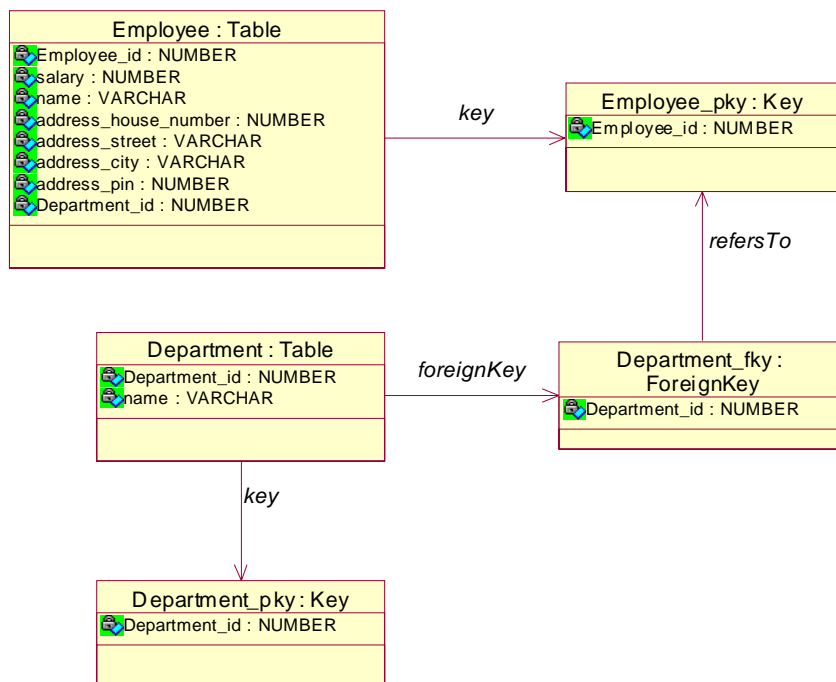 Employee : Table
Employee_id : NUMBER
salary : NUMBER
name : VARCHAR
address_house_number : NUMBER
address_street : VARCHAR
address_city : VARCHAR
address_pin : NUMBER
Department_id : NUMBER
key
Employee_pky : Key
Employee_id : NUMBER
refersTo
Department : Table
Department_id : NUMBER
name : VARCHAR
foreignKey
Department_fky :
ForeignKey
Department_id : NUMBER
key
Department_pky : Key
Department_id : NUMBER